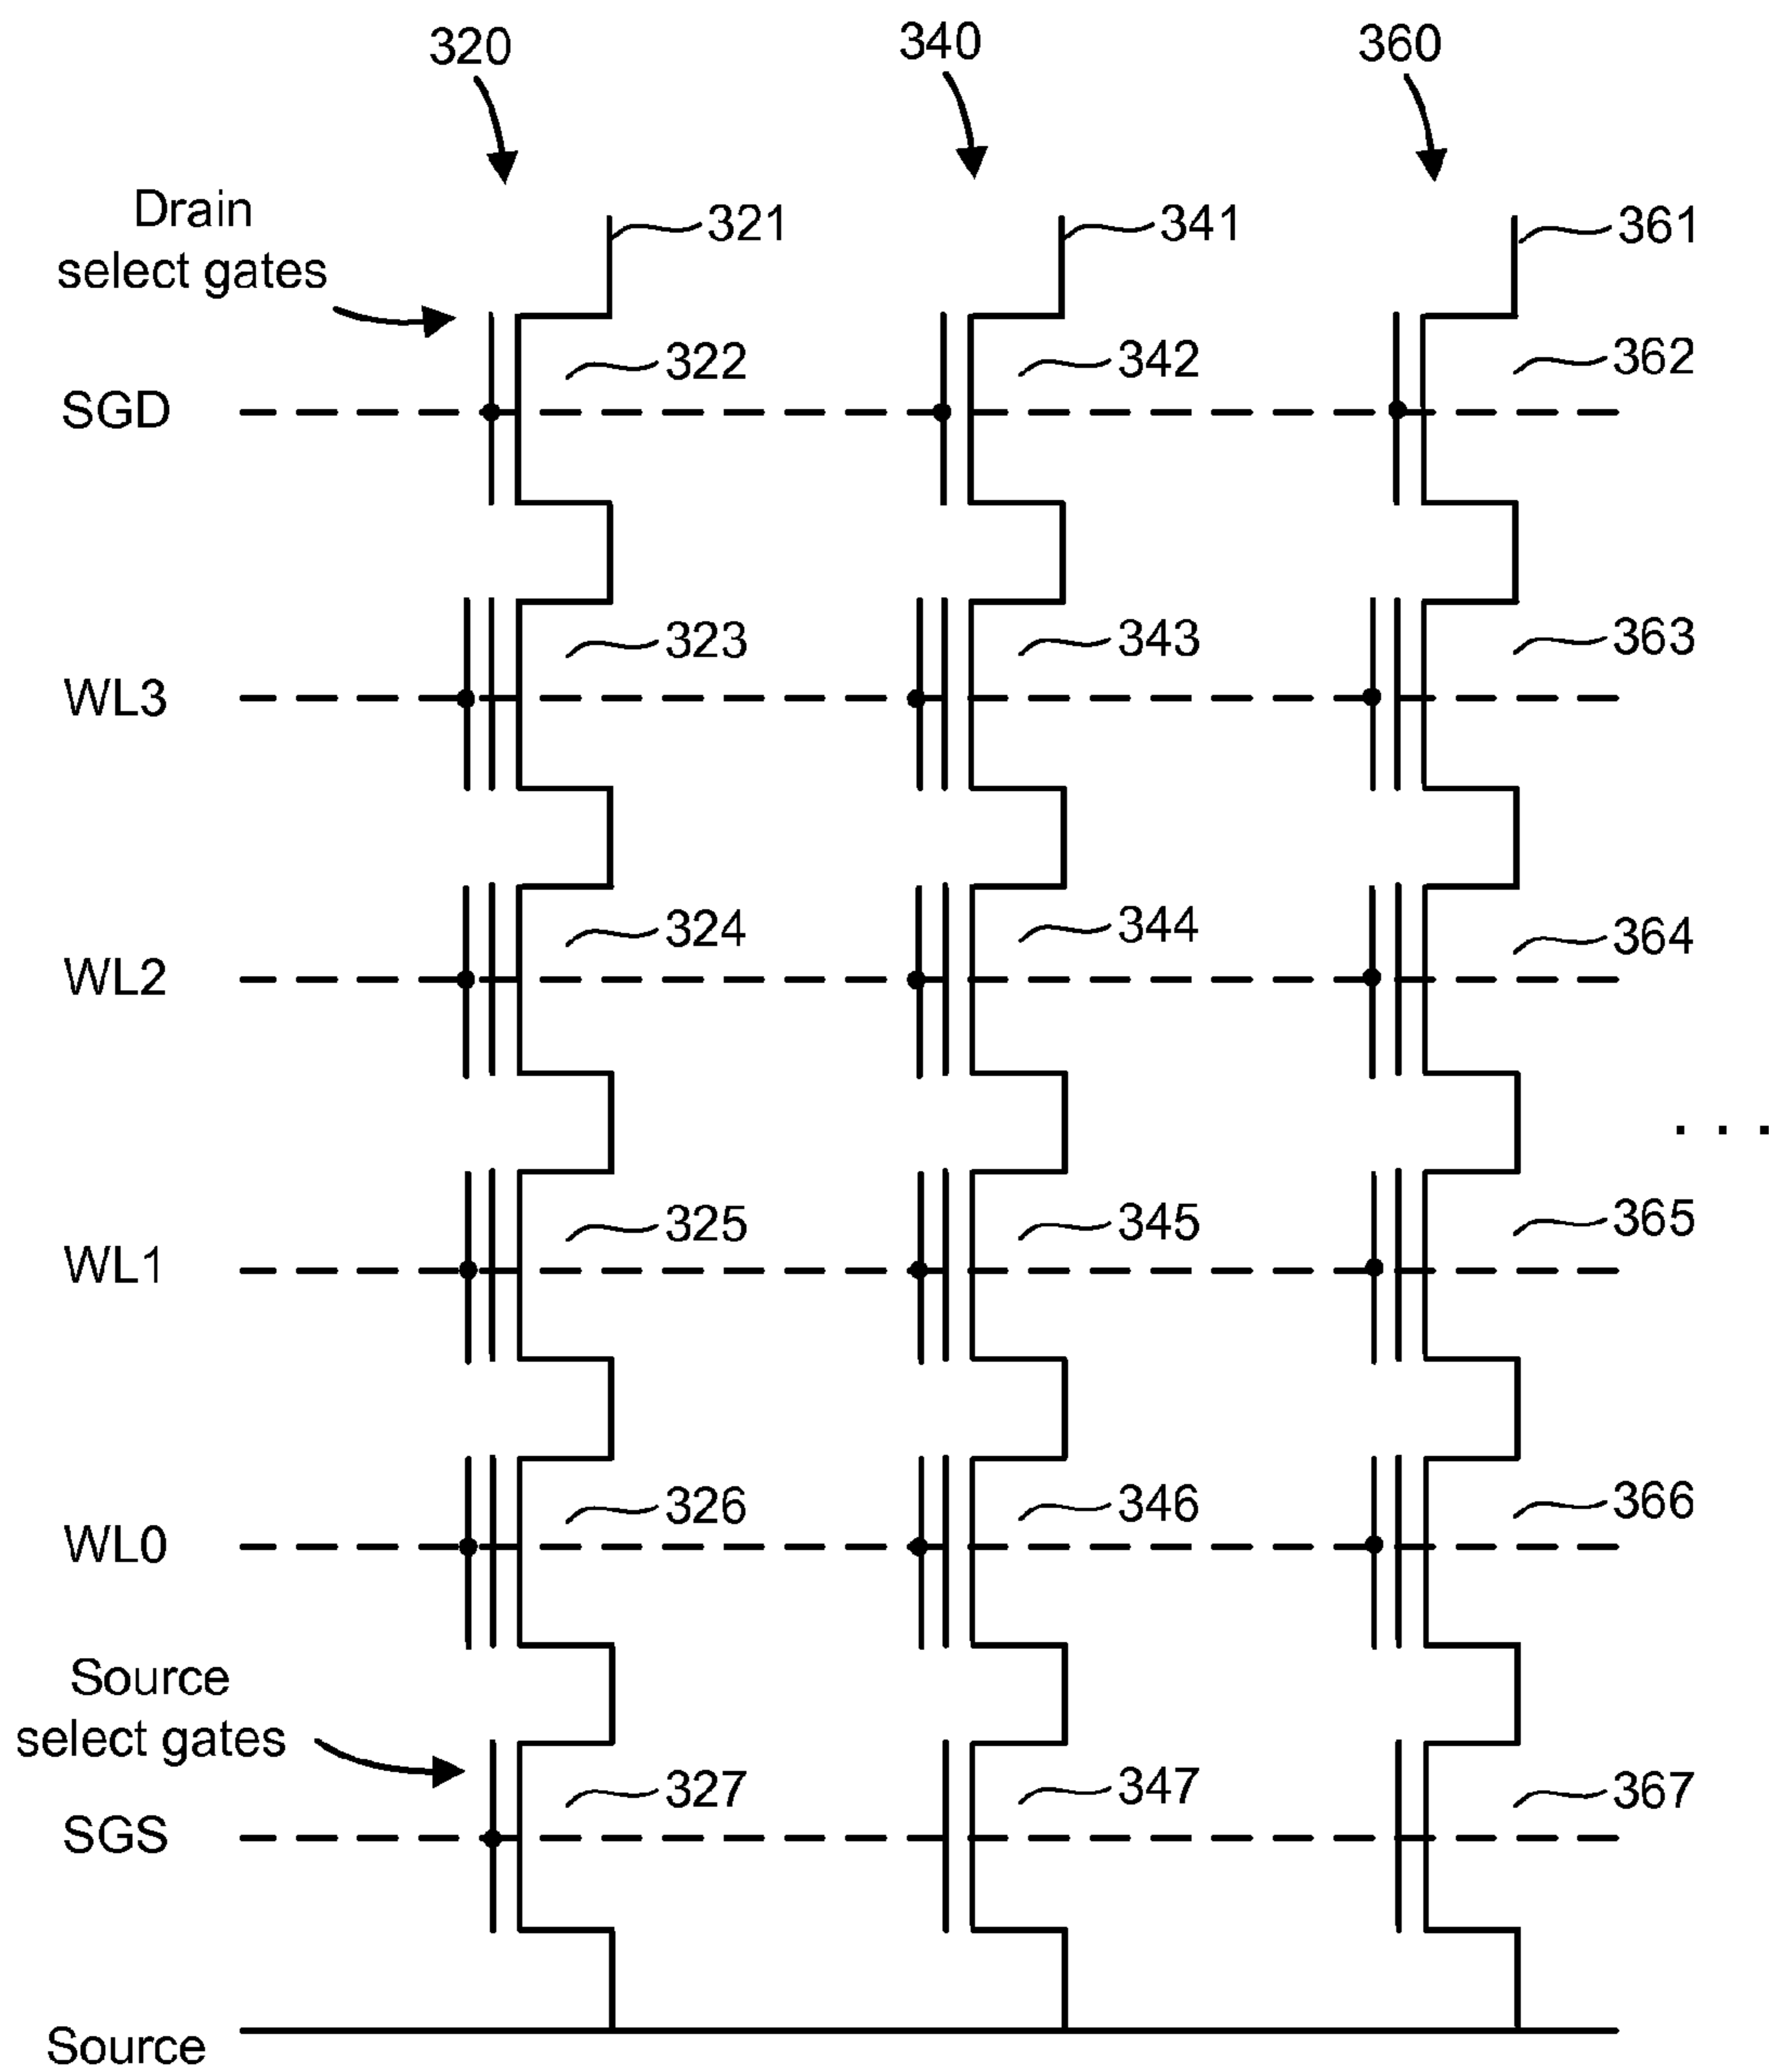 320 340 360
Drain
select gates
321 341 361
322 342 362
SGD
323 343 363
WL3
324 344 364
WL2
. . .
325 345 365
WL1
326 346 366
WL0
Source
select gates
327 347 367
SGS
Source